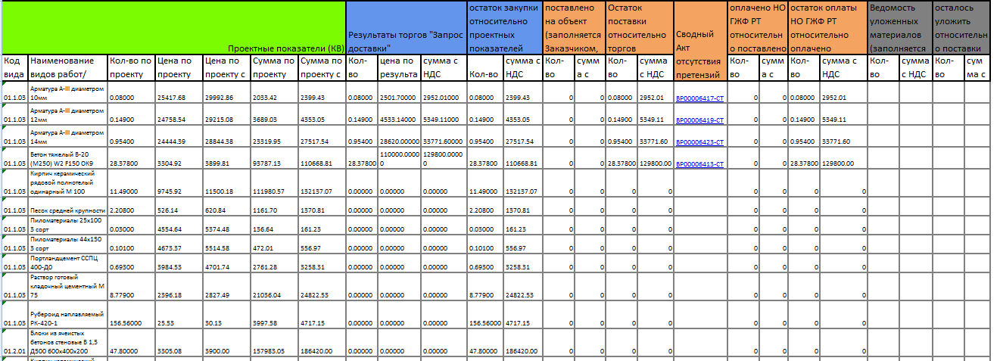 Проектные показатели (КВ)
Результаты торгов "Запрос
доставки"
остаток закупки
относительно
проектных
показателей
поставлено
на объект
(заполняется
Заказчиком,
Остаток
поставки
относительно
торгов
Сводный
Акт
отсутствия
претензий
оплачено НО
ГЖФ РТ
относительн
о поставлено
остаток оплаты
НО ГЖФ РТ
относительно
оплачено
Ведомость
уложенных
материалов
(заполняется
осталось
уложить
относительн
о поставки
Код
вида
Наименование
видов работ/
Кол-во по
проекту
Цена по
проекту
Цена по
проекту с
Сумма по
проекту
Сумма по
проекту с
Кол-
во
цена по
результа
сумма с
НДС
Кол-во
сумма с
НДС
Кол-
во
сумм
а с
Кол-
во
сумма
с НДС
Кол-
во
сумм
а с
Кол-
во
сумма с
НДС
Кол-
во
сумма
с НДС
Кол-
во
сум
ма с
Арматура А-III диаметром
10мм
01.1.03 0.08000 25417.68 29992.86 2033.42 2399.43 0.08000 2501.70000 2952.01000 0.08000 2399.43 0 0 0.08000 2952.01 ВР00006417-СТ 0 0 0.08000 2952.01
Арматура А-III диаметром
12мм
01.1.03 0.14900 24758.54 29215.08 3689.03 4353.05 0.14900 4533.14000 5349.11000 0.14900 4353.05 0 0 0.14900 5349.11 ВР00006419-СТ 0 0 0.14900 5349.11
Арматура А-III диаметром
14мм
01.1.03 0.95400 24444.39 28844.38 23319.95 27517.54 0.95400 28620.00000 33771.60000 0.95400 27517.54 0 0 0.95400 33771.60 ВР00006423-СТ 0 0 0.95400 33771.60
Бетон тяжелый В-20
(М250) W2 F150 ОК9
01.1.03 28.37800 3304.92 3899.81 93787.13 110668.81 28.37800 110000.0000
0 129800.0000
0 28.37800 110668.81 0 0 28.37800 129800.00 ВР00006413-СТ 0 0 28.37800 129800.00
Кирпич керамический
рядовой полнотелый
одинарный М 100
01.1.03 11.49000 9745.92 11500.18 111980.57 132137.07 0.00000 0.00000 0.00000 11.49000 132137.07 0 0 0 0 0 0 0 0
01.1.03 Песок средней крупности 2.20800 526.14 620.84 1161.70 1370.81 0.00000 0.00000 0.00000 2.20800 1370.81 0 0 0 0 0 0 0 0
Пиломатериалы 25х100
3 сорт
01.1.03 0.03000 4554.64 5374.48 136.64 161.23 0.00000 0.00000 0.00000 0.03000 161.23 0 0 0 0 0 0 0 0
Пиломатериалы 44х150
3 сорт
01.1.03 0.10100 4673.37 5514.58 472.01 556.97 0.00000 0.00000 0.00000 0.10100 556.97 0 0 0 0 0 0 0 0
Портландцемент ССПЦ
400-Д0
01.1.03 0.69300 3984.53 4701.74 2761.28 3258.31 0.00000 0.00000 0.00000 0.69300 3258.31 0 0 0 0 0 0 0 0
Раствор готовый
кладочный цементный М
75
01.1.03 8.77900 2396.18 2827.49 21036.04 24822.53 0.00000 0.00000 0.00000 8.77900 24822.53 0 0 0 0 0 0 0 0
Рубероид наплавляемый
РК-420-1
01.1.03 156.56000 25.53 30.13 3997.58 4717.15 0.00000 0.00000 0.00000 156.56000 4717.15 0 0 0 0 0 0 0 0
Блоки из ячеистых
бетонов стеновые В 1,5
Д500 600х400х200
01.2.01 47.80000 3305.08 3900.00 157983.05 186420.00 0.00000 0.00000 0.00000 47.80000 186420.00 0 0 0 0 0 0 0 0